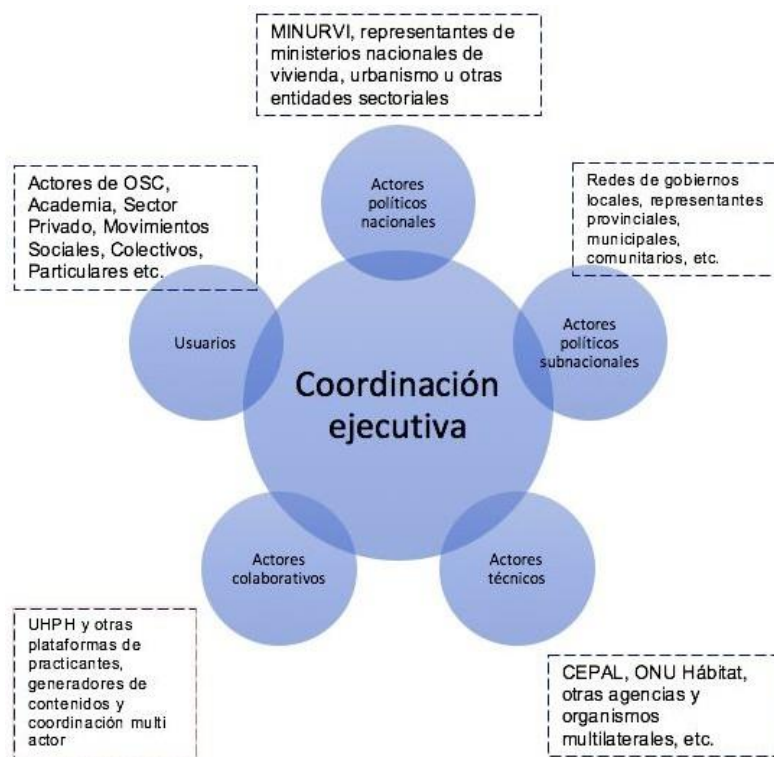 MINURVI, representantes de
ministerios nacionales de
vivienda, urbanismo u otras
entidades sectoriales
Actores
políticos
nacionales
Actores de OSC,
Academia, Sector
Privado, Movimientos
Sociales, Colectivos,
Particulares etc.
Usuarios
Redes de gobiernos
locales, representantes
provinciales,
municipales,
comunitarios, etc.
Actores
políticos
subnacionales
Coordinación
ejecutiva
Actores
colaborativos
Actores
técnicos
UHPH y otras
plataformas de
practicantes,
generadores de
contenidos y
coordinación multi
actor
CEPAL, ONU Hábitat,
otras agencias y
organismos
multilaterales, etc.